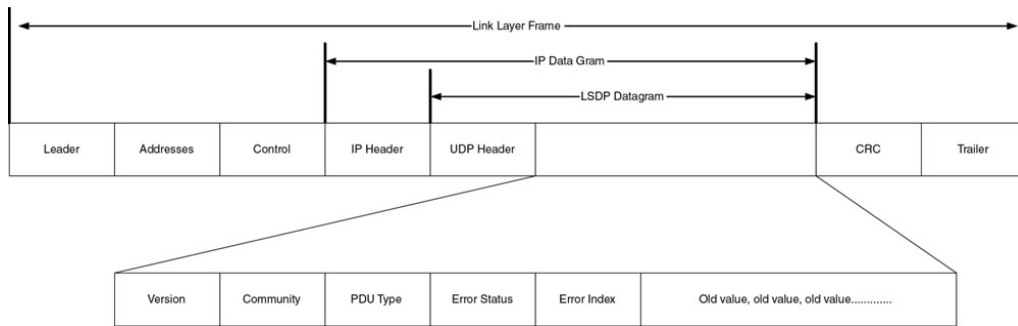 Link Layer Frame
IP Data Gram
LSDP Datagram
Leader Addresses Control IP Header UDP Header CRC Trailer
Version Community PDU Type Error Status Error Index Old value, old value, old value.............